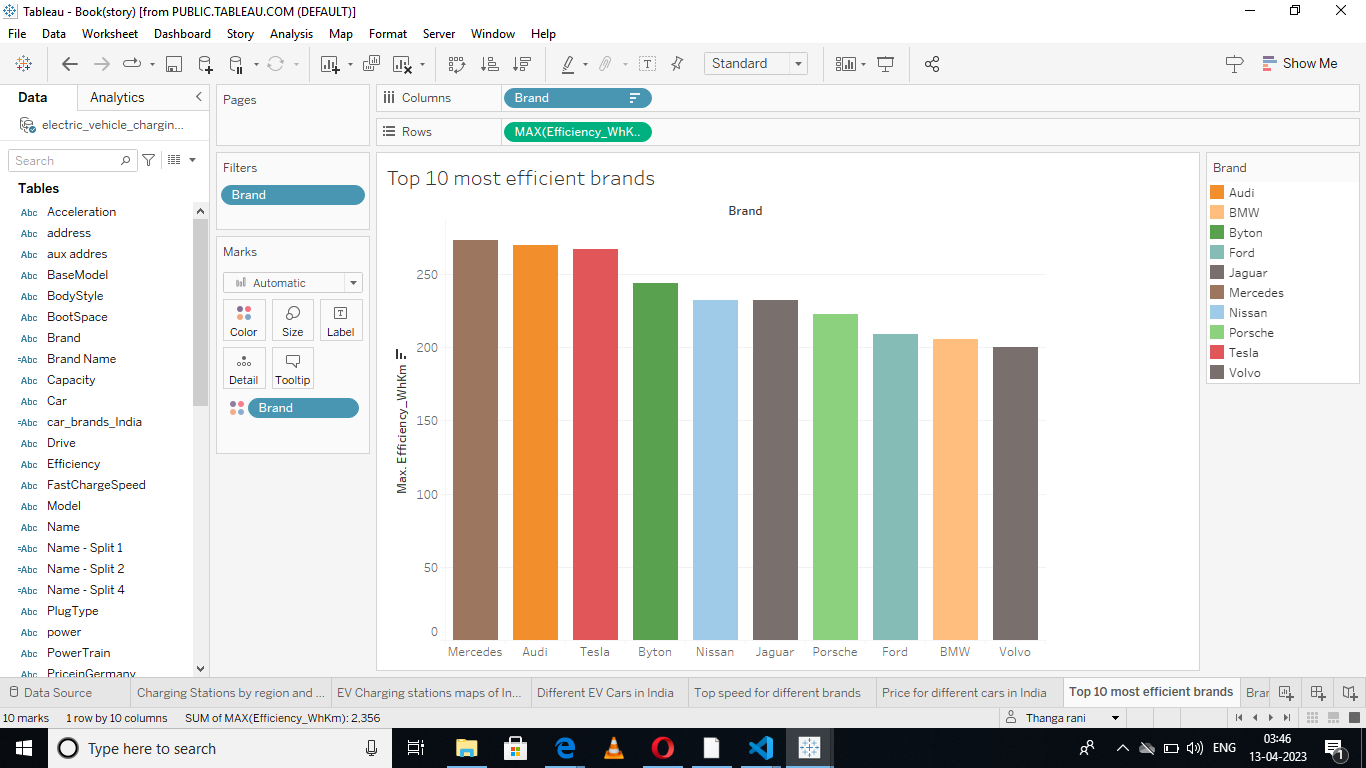 Tableau - Book(story) [from PUBLIC.TABLEAU.COM (DEFAULT)]
File Data Worksheet Dashboard Story Analysis Map Format Server Window Help
Standard
Show Me
Data Analytics
electric_vehicle_chargin...
Search
Tables
Abc Acceleration
Abc address
Abc aux addres
Abc BaseModel
Abc BodyStyle
Abc BootSpace
Abc Brand
=Abc Brand Name
Abc Capacity
Abc Car
=Abc car_brands_India
Abc Drive
Abc Efficiency
Abc FastChargeSpeed
Abc Model
Abc Name
=Abc Name - Split 1
=Abc Name - Split 2
=Abc Name - Split 4
Abc PlugType
Abc power
Abc PowerTrain
Abc PriceinGermany
Pages
Filters
Brand
Marks
Automatic
Color Size Label
Detail Tooltip
Brand
Columns Brand
Rows MAX(Efficiency_WhK..
Top 10 most efficient brands
Brand
Max. Efficiency_WhKm
250
200
150
100
50
0
Mercedes Audi Tesla Byton Nissan Jaguar Porsche Ford BMW Volvo
Brand
Audi
BMW
Byton
Ford
Jaguar
Mercedes
Nissan
Porsche
Tesla
Volvo
Data Source Charging Stations by region and ... EV Charging stations maps of In... Different EV Cars in India Top speed for different brands Price for different cars in India Top 10 most efficient brands Brar
10 marks 1 row by 10 columns SUM of MAX(Efficiency_WhKm): 2,356 Thanga rani
Type here to search
ENG
03:46
13-04-2023
1